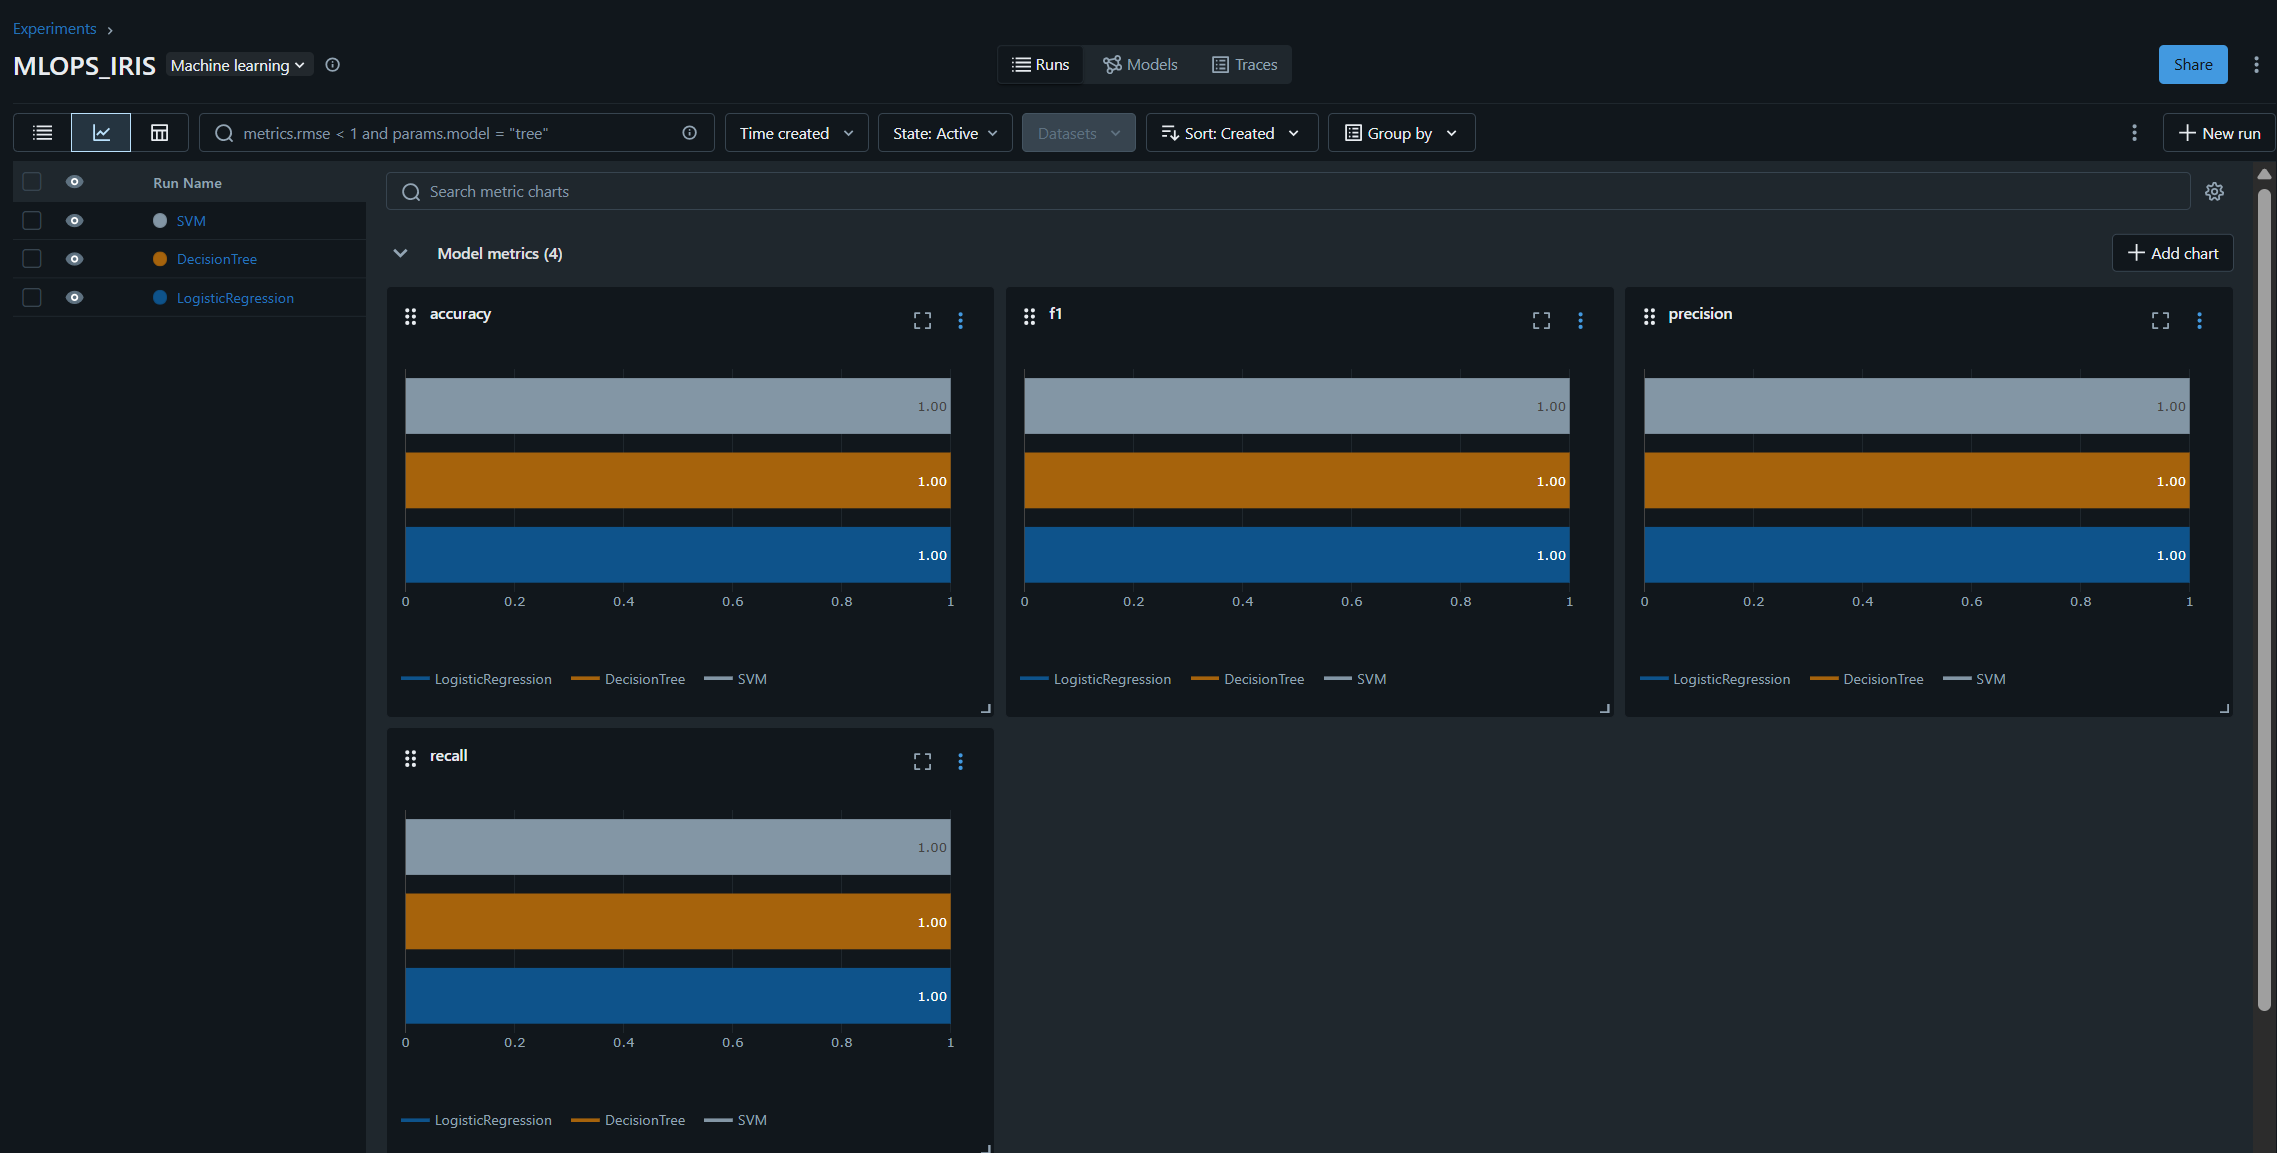 Experiments
MLOPS_IRIS Machine learning
Runs Models Traces
Share
metrics.rmse < 1 and params.model = "tree"
Time created State: Active Datasets Sort: Created Group by
New run
Run Name
SVM
DecisionTree
LogisticRegression
Search metric charts
Model metrics (4)
Add chart
accuracy
1.00
1.00
1.00
0 0.2 0.4 0.6 0.8 1
LogisticRegression DecisionTree SVM
f1
1.00
1.00
1.00
0 0.2 0.4 0.6 0.8 1
LogisticRegression DecisionTree SVM
precision
1.00
1.00
1.00
0 0.2 0.4 0.6 0.8 1
LogisticRegression DecisionTree SVM
recall
1.00
1.00
1.00
0 0.2 0.4 0.6 0.8 1
LogisticRegression DecisionTree SVM